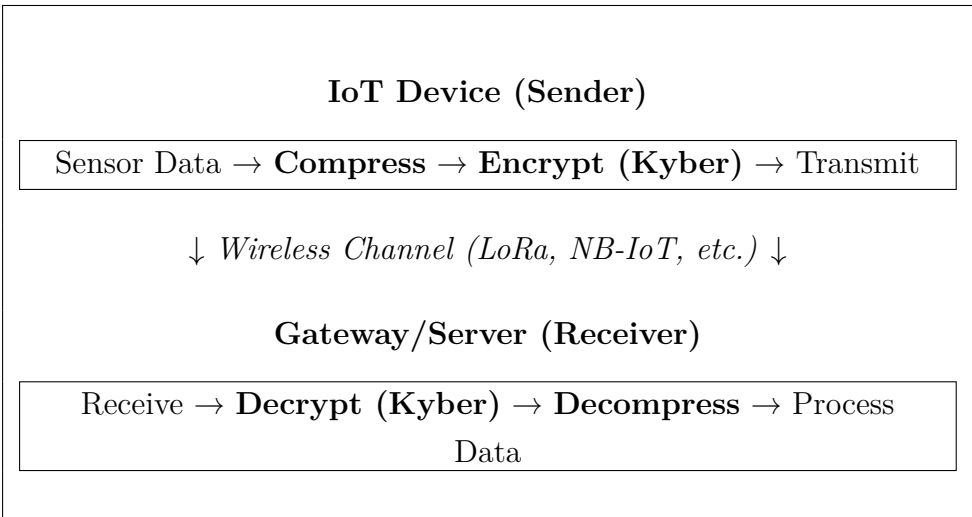 IoT Device (Sender)
Sensor Data → Compress → Encrypt (Kyber) → Transmit
↓ Wireless Channel (LoRa, NB-IoT, etc.) ↓
Gateway/Server (Receiver)
Receive → Decrypt (Kyber) → Decompress → Process
Data